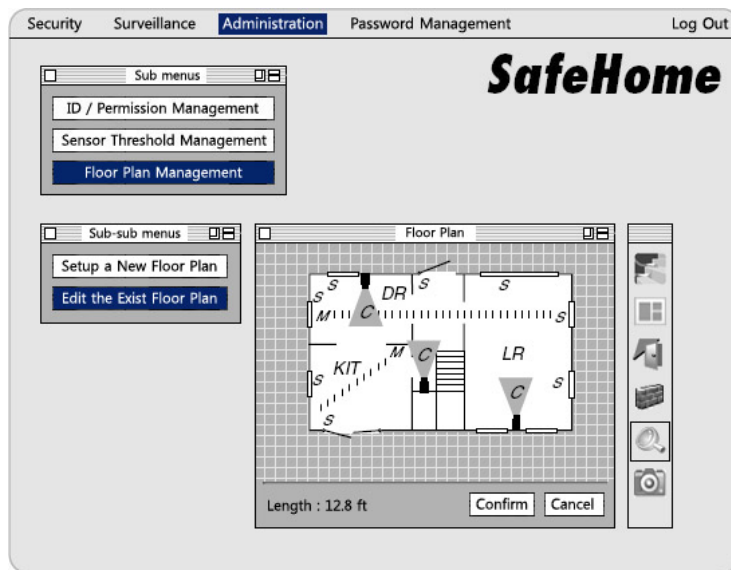 Security Surveillance Administration Password Management Log Out
SafeHome
Sub menus
ID / Permission Management
Sensor Threshold Management
Floor Plan Management
Sub-sub menus
Setup a New Floor Plan
Edit the Exist Floor Plan
Floor Plan
S DR S S
S
M C S
KIT M C LR
S C S
S
Length : 12.8 ft Confirm Cancel